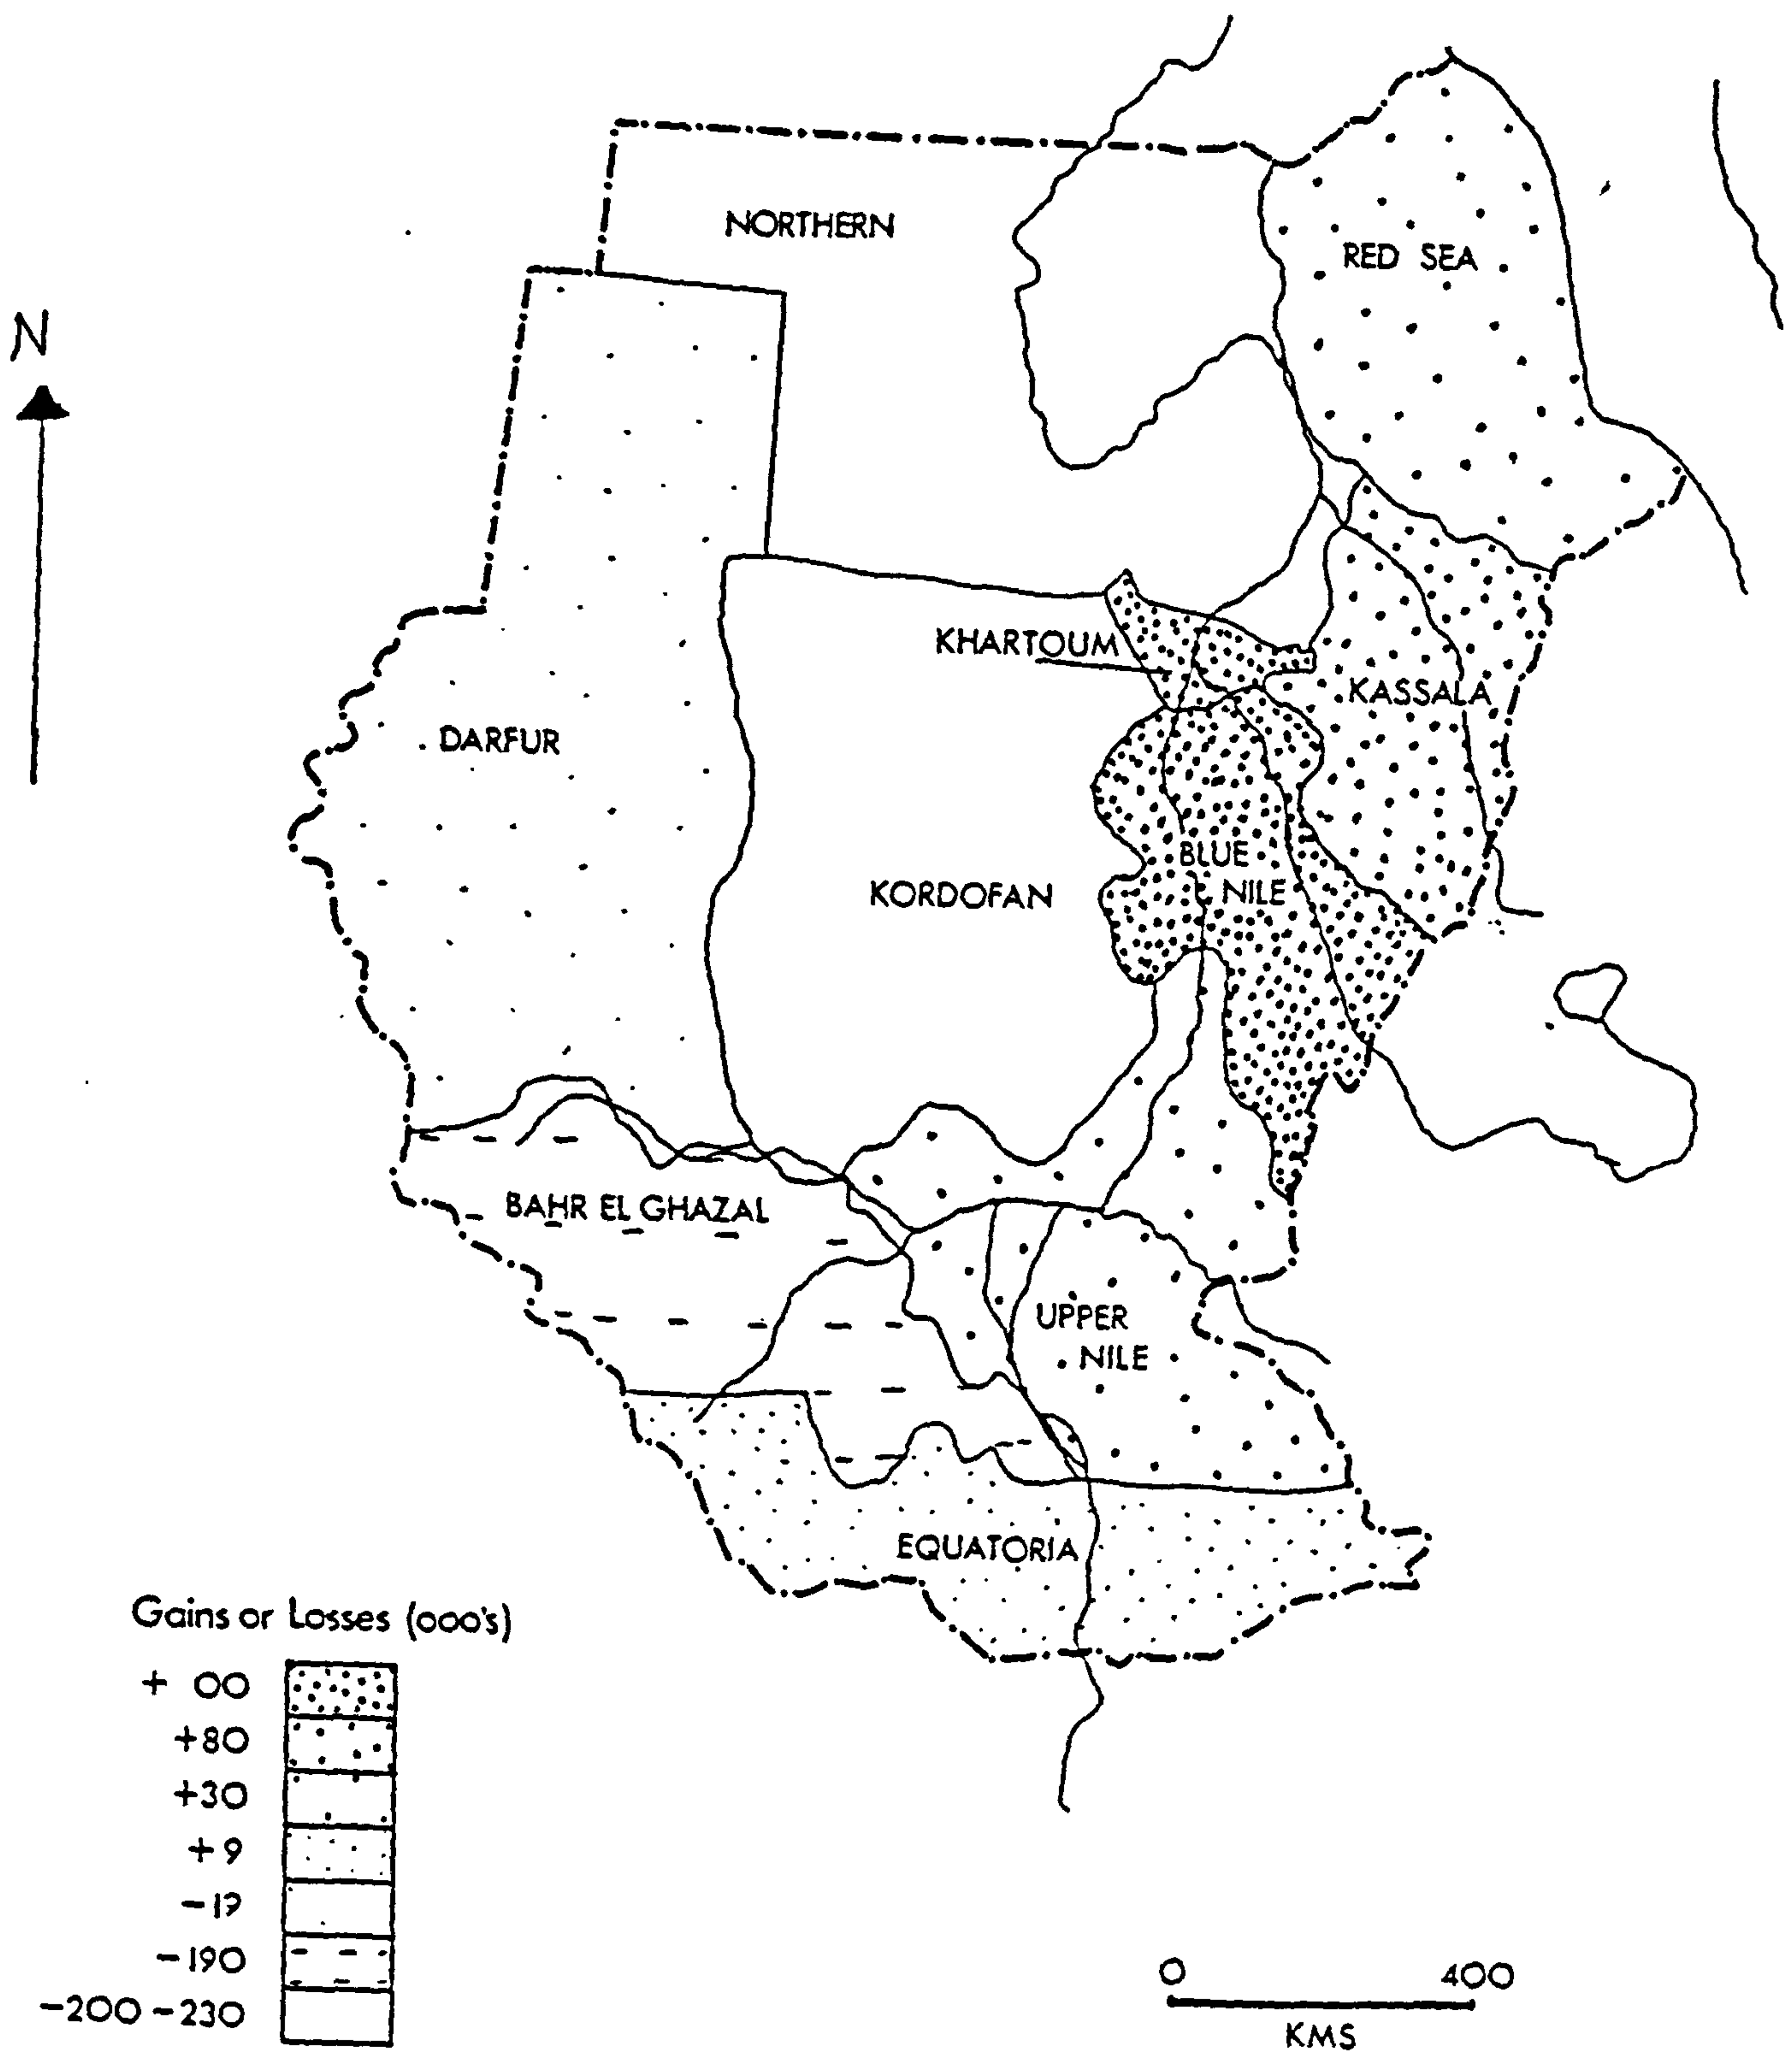 NORTHERN
RED SEA
N
KHARTOUM
KASSALA
DARFUR
BLUE
NILE
KORDOFAN
BAHR EL GHAZAL
UPPER
NILE
EQUATORIA
Gains or Losses (000's)
+ 00
+80
+30
+9
-19
-190
-200 -230
0 400
KMS